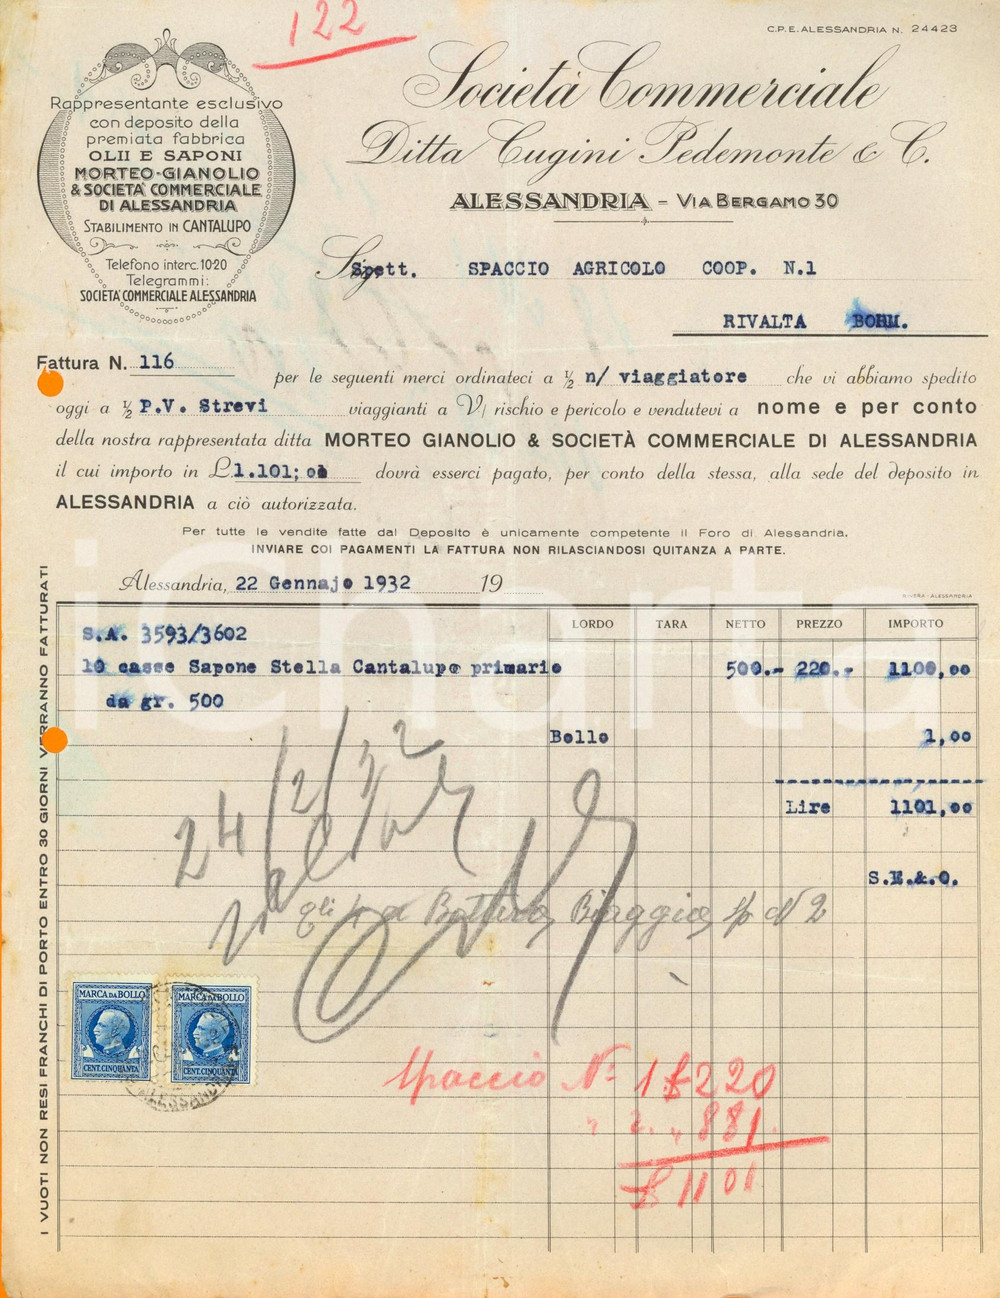 122
C.P.E. ALESSANDRIA N. 24423
Rappresentante esclusivo
con deposito della
premiata fabbrica
OLII E SAPONI
MORTEO-GIANOLIO
& SOCIETÀ COMMERCIALE
DI ALESSANDRIA
STABILIMENTO IN CANTALUPO
Telefono interc. 10-20
Telegrammi:
SOCIETÀ COMMERCIALE ALESSANDRIA
Società Commerciale
Ditta Cugini Pedemonte & C.
ALESSANDRIA - VIA BERGAMO 30
Spett. SPACCIO AGRICOLO COOP. N.1
RIVALTA BORM.
Fattura N. 116
per le seguenti merci ordinateci a ½ n/ viaggiatore che vi abbiamo spedito
oggi a ½ P.V. Strevi viaggianti a V/ rischio e pericolo e vendutevi a nome e per conto
della nostra rappresentata ditta MORTEO GIANOLIO & SOCIETÀ COMMERCIALE DI ALESSANDRIA
il cui importo in L. 1.101; dovrà esserci pagato, per conto della stessa, alla sede del deposito in
ALESSANDRIA a ciò autorizzata.
Per tutte le vendite fatte dal Deposito è unicamente competente il Foro di Alessandria.
INVIARE COI PAGAMENTI LA FATTURA NON RILASCIANDOSI QUITANZA A PARTE.
Alessandria, 22 Gennajo 1932 19
RIVERA - ALESSANDRIA
LORDO TARA NETTO PREZZO IMPORTO
S.A. 3593/3602
10 casse Sapone Stella Cantalupo primario 500.- 220.- 1100,00
da gr. 500
Bollo 1,00
Lire 1101,00
S.E.&.O.
24/2/32
Biaggio N 2
MARCA DA BOLLO
CENT. CINQUANTA
MARCA DA BOLLO
CENT. CINQUANTA
ALESSANDRIA
Spaccio N° 1 £ 220
" 2 " 881
£ 1101
I VUOTI NON RESI FRANCHI DI PORTO ENTRO 30 GIORNI VERRANNO FATTURATI
iCharta